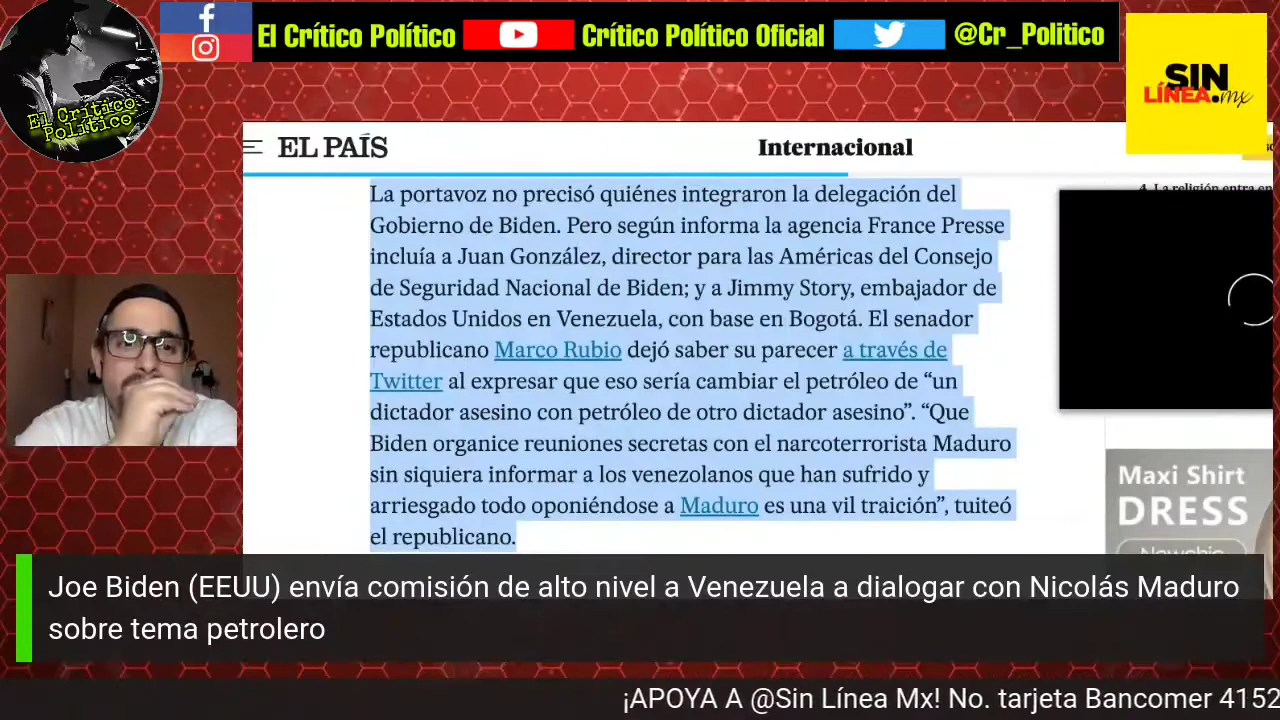 El Crítico Político
Crítico Político Oficial
@Cr_Politico
El Crítico
Político
SIN
LÍNEA.mx
EL PAÍS
Internacional
La portavoz no precisó quiénes integraron la delegación del
Gobierno de Biden. Pero según informa la agencia France Presse
incluía a Juan González, director para las Américas del Consejo
de Seguridad Nacional de Biden; y a Jimmy Story, embajador de
Estados Unidos en Venezuela, con base en Bogotá. El senador
republicano Marco Rubio dejó saber su parecer a través de
Twitter al expresar que eso sería cambiar el petróleo de “un
dictador asesino con petróleo de otro dictador asesino”. “Que
Biden organice reuniones secretas con el narcoterrorista Maduro
sin siquiera informar a los venezolanos que han sufrido y
arriesgado todo oponiéndose a Maduro es una vil traición”, tuiteó
el republicano.
4. La religión entra en
Maxi Shirt
DRESS
Newchic
Joe Biden (EEUU) envía comisión de alto nivel a Venezuela a dialogar con Nicolás Maduro
sobre tema petrolero
¡APOYA A @Sin Línea Mx! No. tarjeta Bancomer 4152